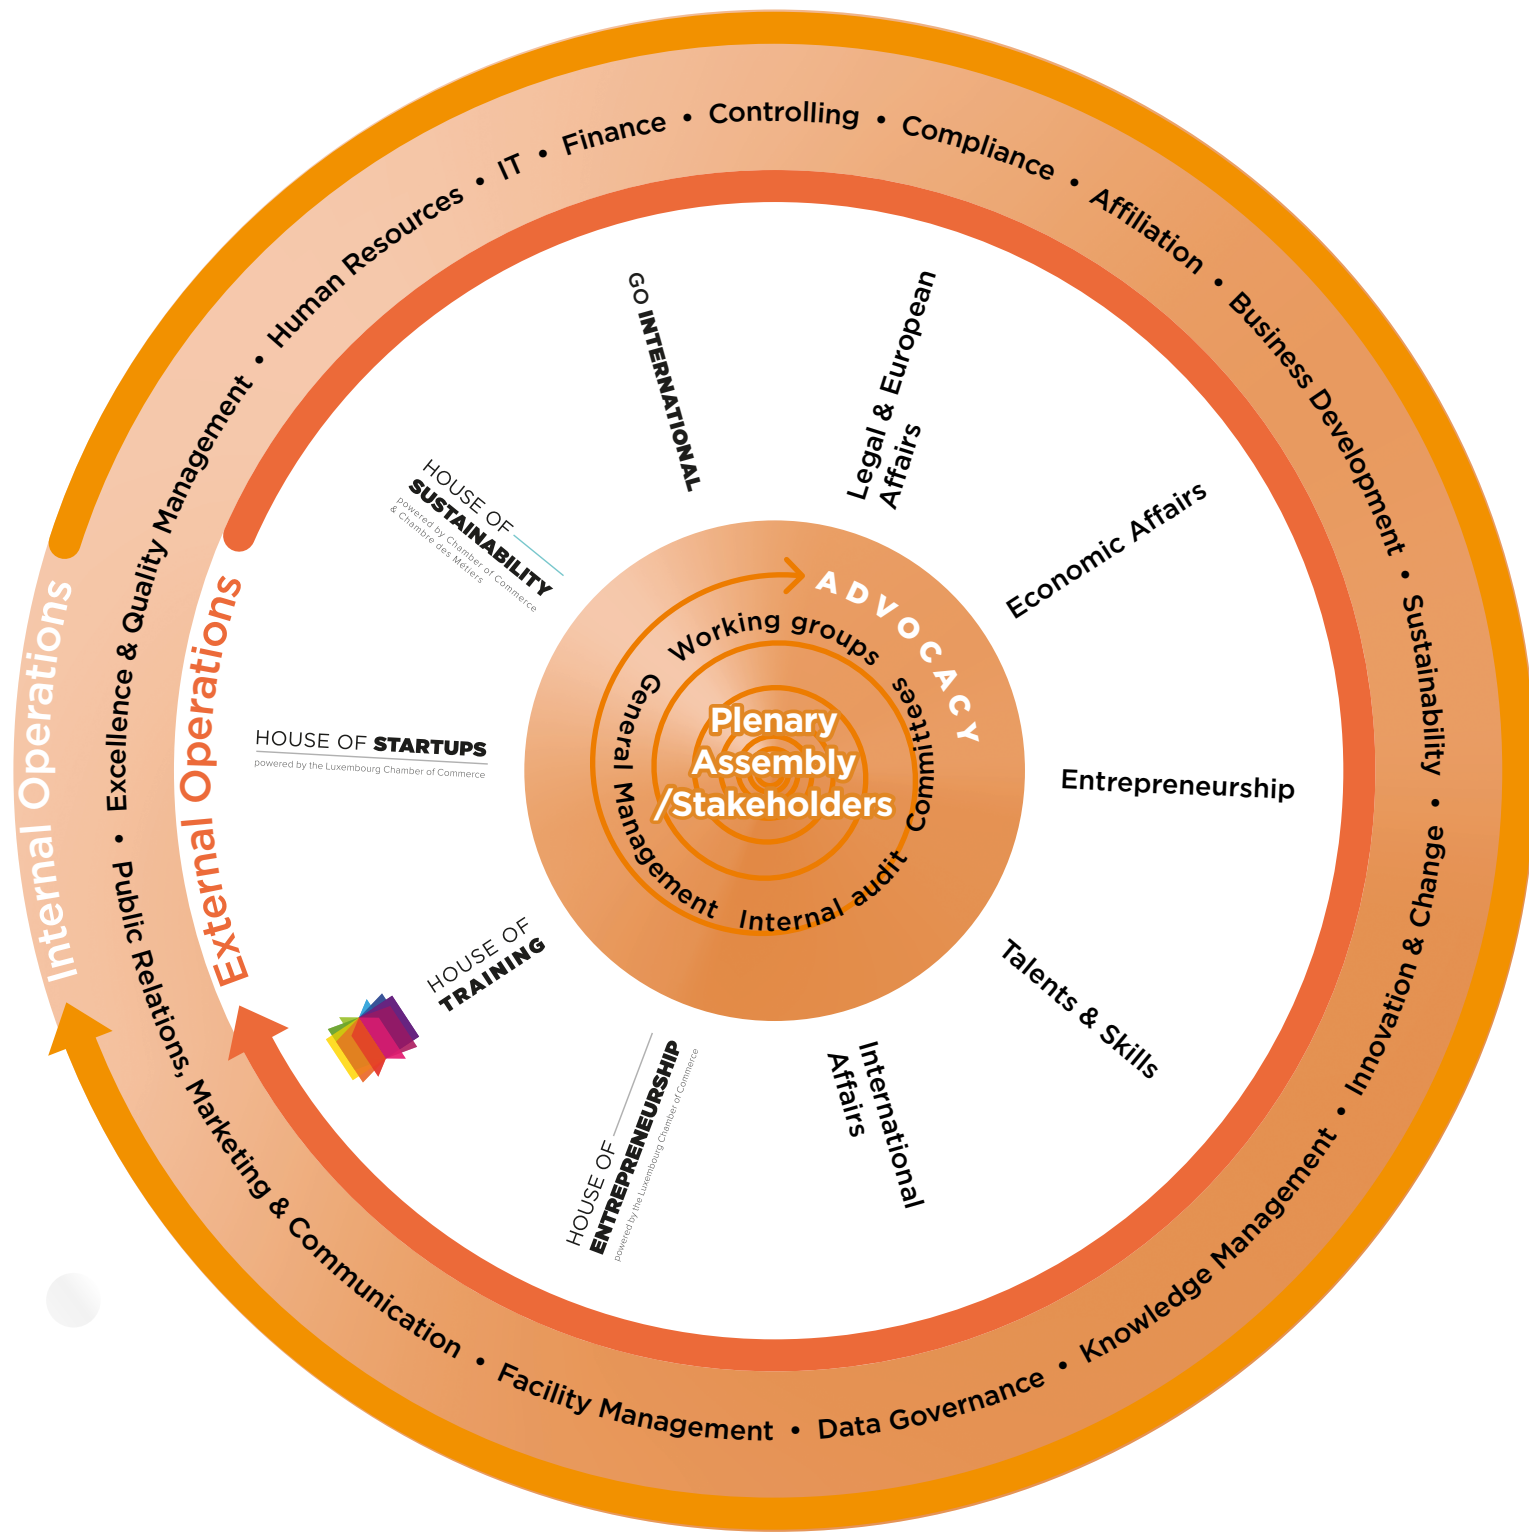 Internal Operations
Excellence & Quality Management • Human Resources • IT • Finance • Controlling • Compliance • Affiliation • Business Development • Sustainability • Innovation & Change • Knowledge Management • Data Governance • Facility Management • Public Relations, Marketing & Communication •
External Operations
GO INTERNATIONAL
Legal & European
Affairs
Economic Affairs
Entrepreneurship
Talents & Skills
International
Affairs
HOUSE OF
ENTREPRENEURSHIP
powered by the Luxembourg Chamber of Commerce
HOUSE OF
TRAINING
HOUSE OF STARTUPS
powered by the Luxembourg Chamber of Commerce
HOUSE OF
SUSTAINABILITY
powered by Chamber of Commerce
& Chambre des Métiers
ADVOCACY
Working groups
Committees
Internal audit
General Management
Plenary
Assembly
/Stakeholders